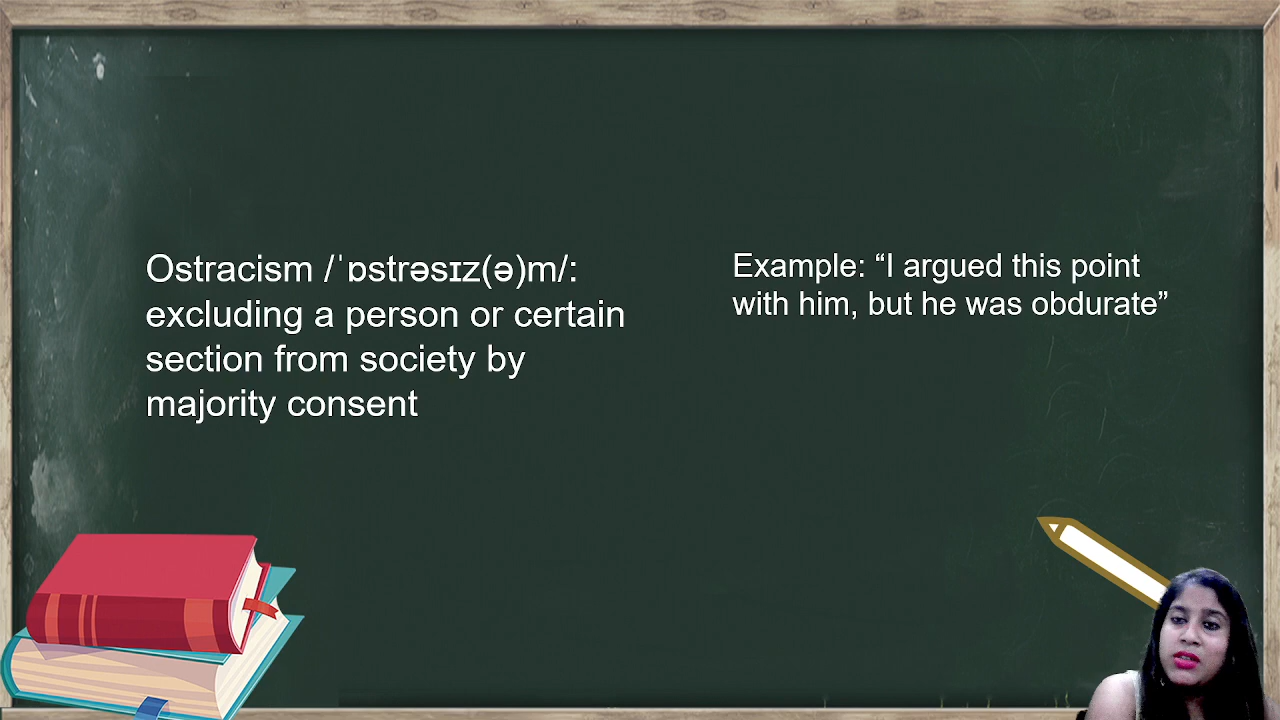 Ostracism /ˈɒstrəsɪz(ə)m/:
excluding a person or certain
section from society by
majority consent
Example: “I argued this point
with him, but he was obdurate”